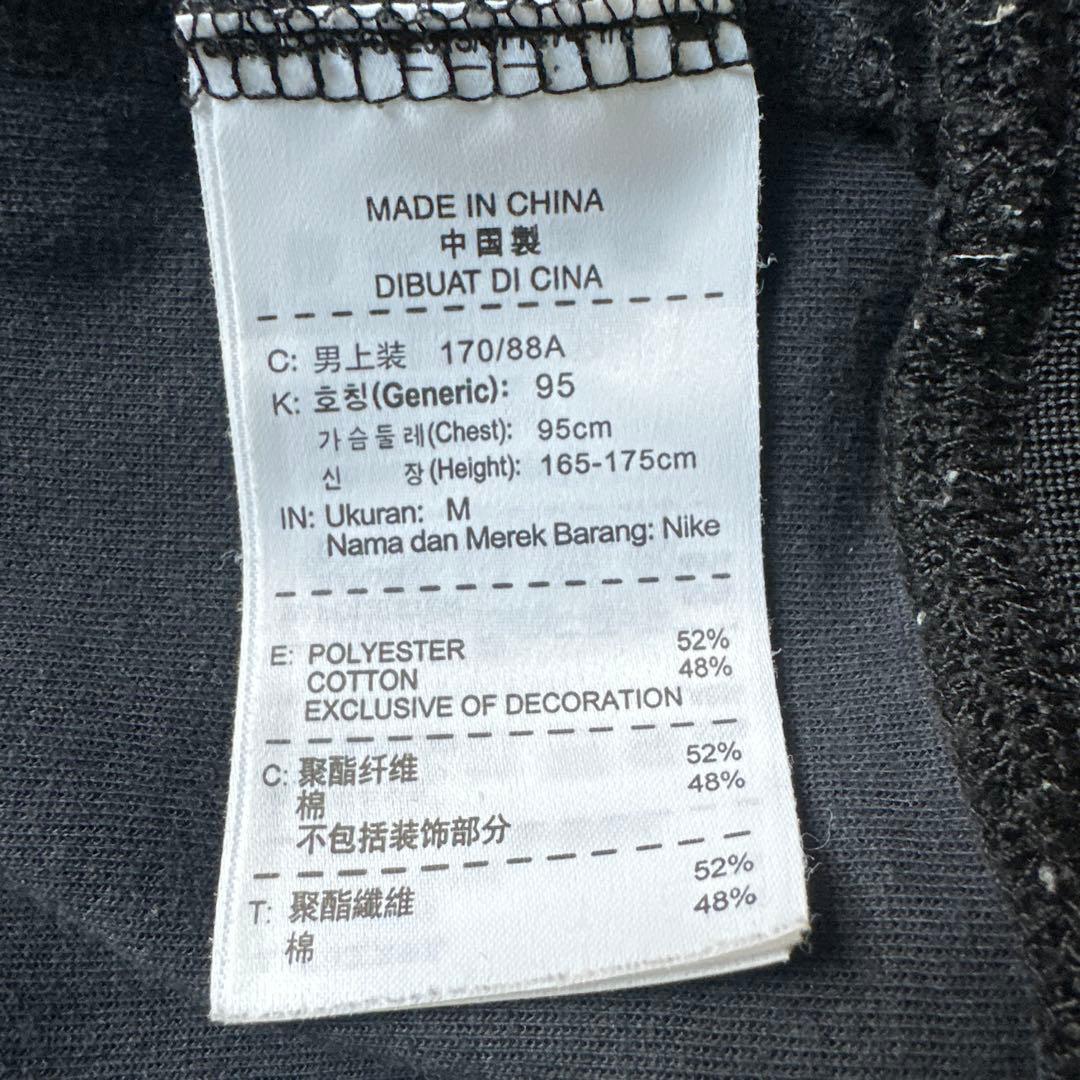 MADE IN CHINA
中国製
DIBUAT DI CINA
C: 男上装 170/88A
K: 호칭(Generic): 95
가슴둘레(Chest): 95cm
신 장(Height): 165-175cm
IN: Ukuran: M
Nama dan Merek Barang: Nike
E: POLYESTER 52%
COTTON 48%
EXCLUSIVE OF DECORATION
C: 聚酯纤维 52%
棉 48%
不包括装饰部分
T: 聚酯纖維 52%
棉 48%